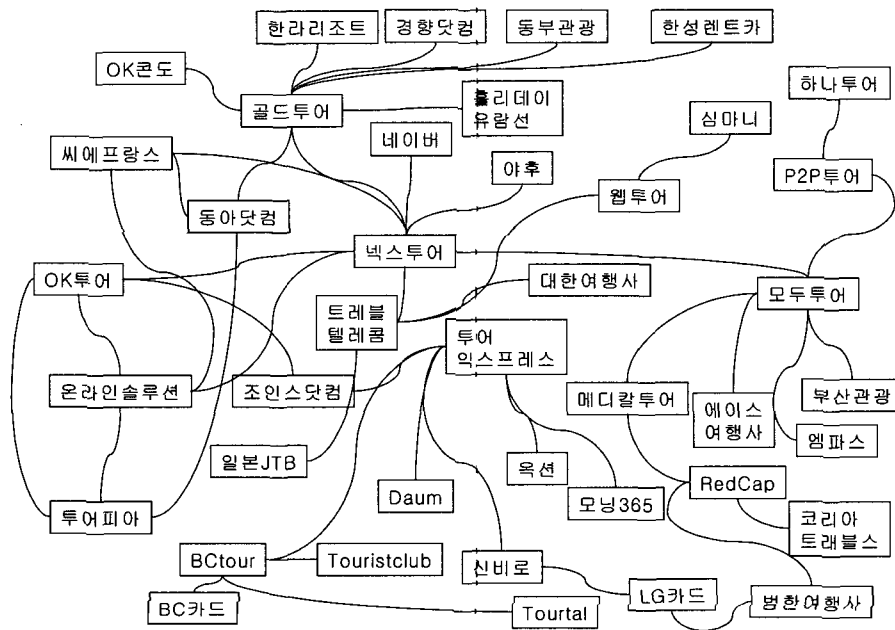 한라리조트
경향닷컴
동부관광
한성렌트카
OK콘도
하나투어
골드투어
홀리데이
유람선
심마니
네이버
씨에프랑스
야후
P2P투어
웹투어
동아닷컴
넥스투어
OK투어
대한여행사
모두투어
트레블
텔레콤
투어
익스프레스
온라인솔루션
조인스닷컴
메디칼투어
에이스
여행사
부산관광
엠파스
일본JTB
옥션
Daum
모닝365
RedCap
투어피아
코리아
트래블스
BCtour
Touristclub
신비로
BC카드
Tourtal
LG카드
범한여행사